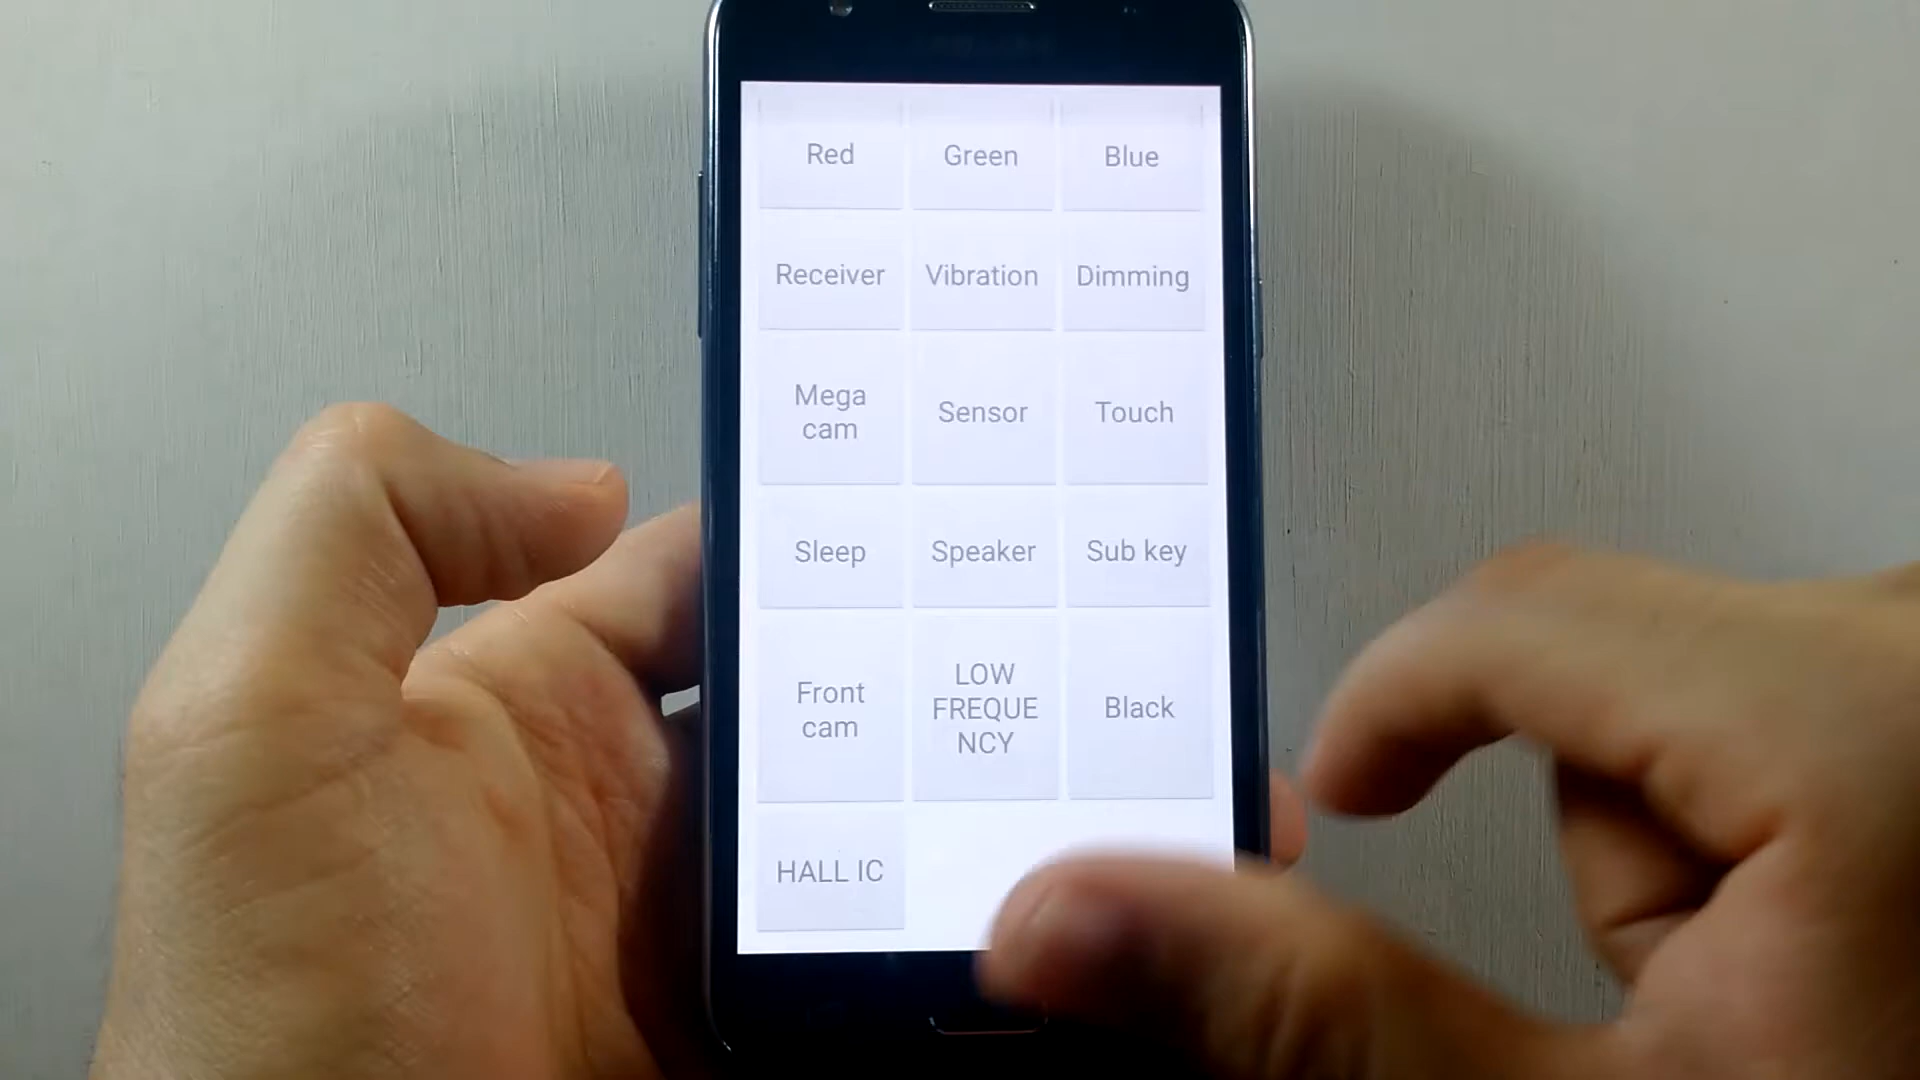 Red Green Blue
Receiver Vibration Dimming
Mega
cam
Sensor Touch
Sleep Speaker Sub key
Front
cam
LOW
FREQUE
NCY
Black
HALL IC